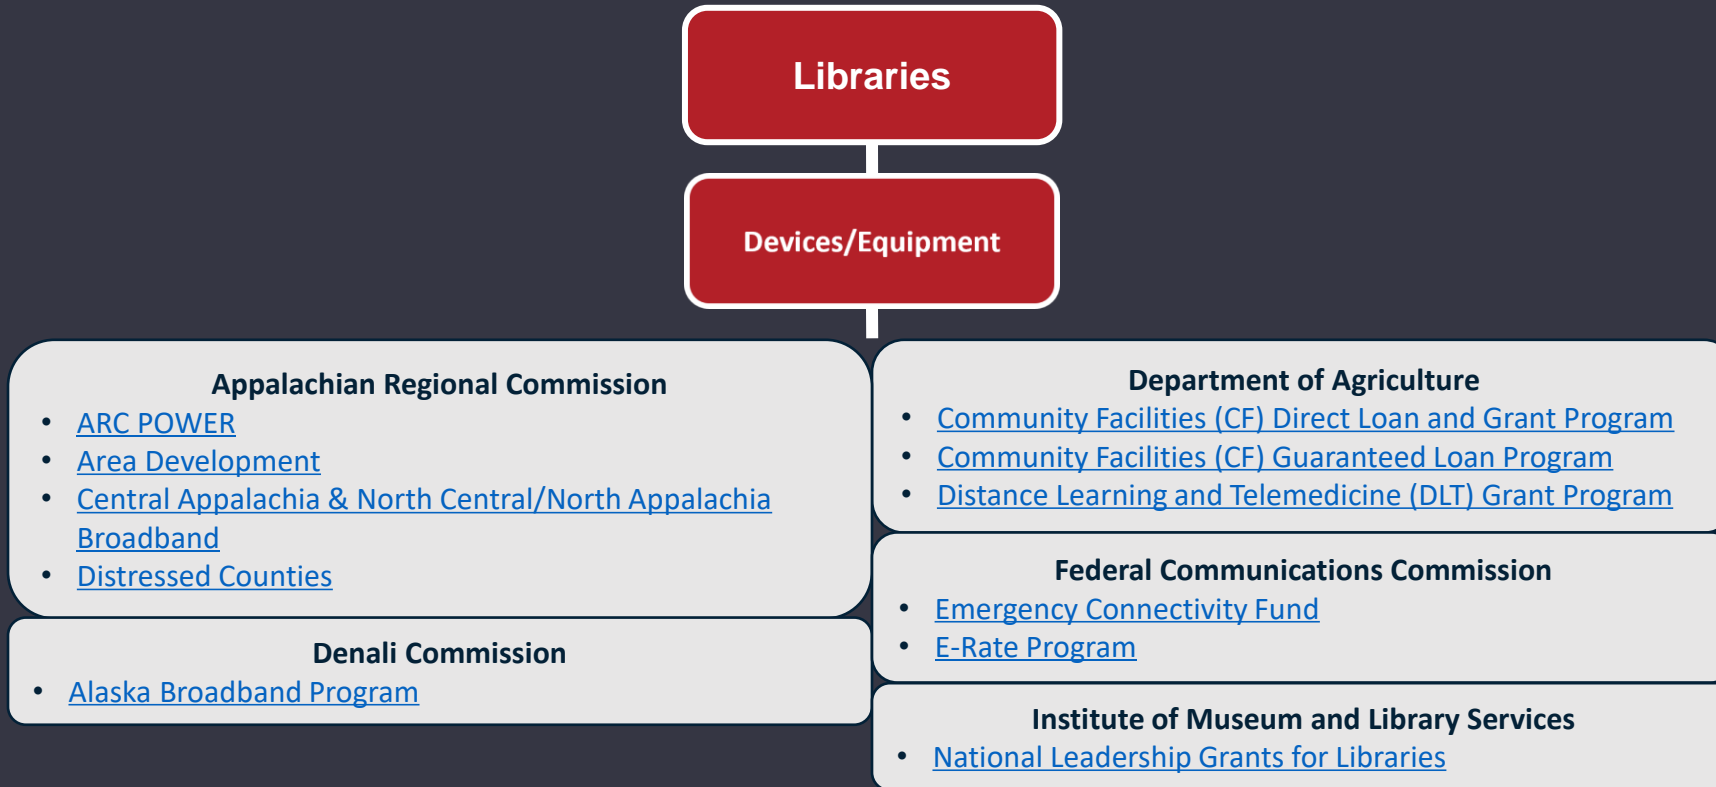 Libraries
Devices/Equipment
Appalachian Regional Commission
• ARC POWER
• Area Development
• Central Appalachia & North Central/North Appalachia
Broadband
• Distressed Counties
Denali Commission
• Alaska Broadband Program
Department of Agriculture
• Community Facilities (CF) Direct Loan and Grant Program
• Community Facilities (CF) Guaranteed Loan Program
• Distance Learning and Telemedicine (DLT) Grant Program
Federal Communications Commission
• Emergency Connectivity Fund
• E-Rate Program
Institute of Museum and Library Services
• National Leadership Grants for Libraries